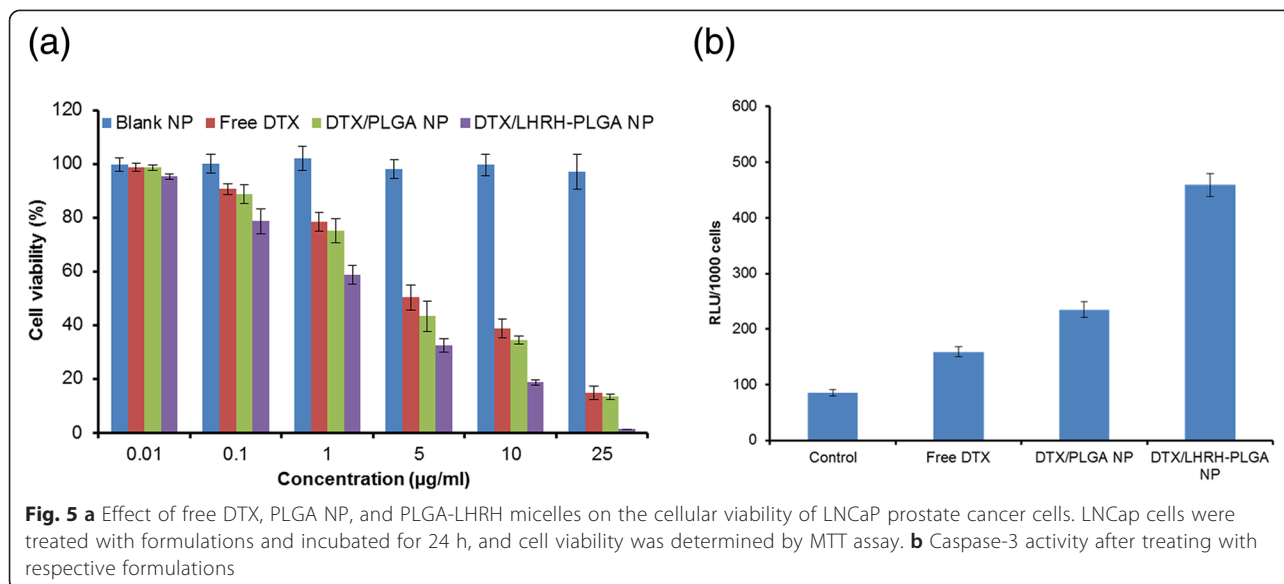 (a)
(b)
120
100
80
60
40
20
0
Cell viability (%)
Blank NP Free DTX DTX/PLGA NP DTX/LHRH-PLGA NP
0.01 0.1 1 5 10 25
Concentration (µg/ml)
600
500
400
300
200
100
0
RLU/1000 cells
Control Free DTX DTX/PLGA NP DTX/LHRH-PLGA
NP
Fig. 5 a Effect of free DTX, PLGA NP, and PLGA-LHRH micelles on the cellular viability of LNCaP prostate cancer cells. LNCap cells were
treated with formulations and incubated for 24 h, and cell viability was determined by MTT assay. b Caspase-3 activity after treating with
respective formulations